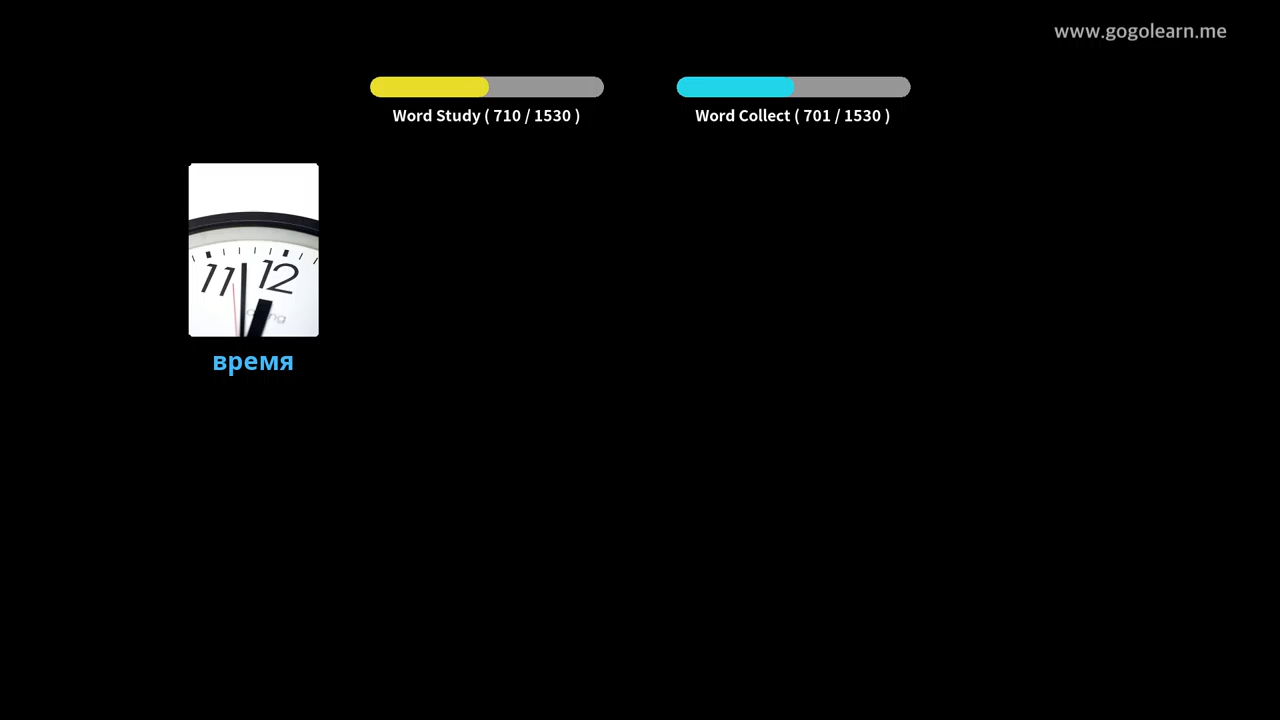 www.gogolearn.me
Word Study ( 710 / 1530 )
Word Collect ( 701 / 1530 )
11 12
время